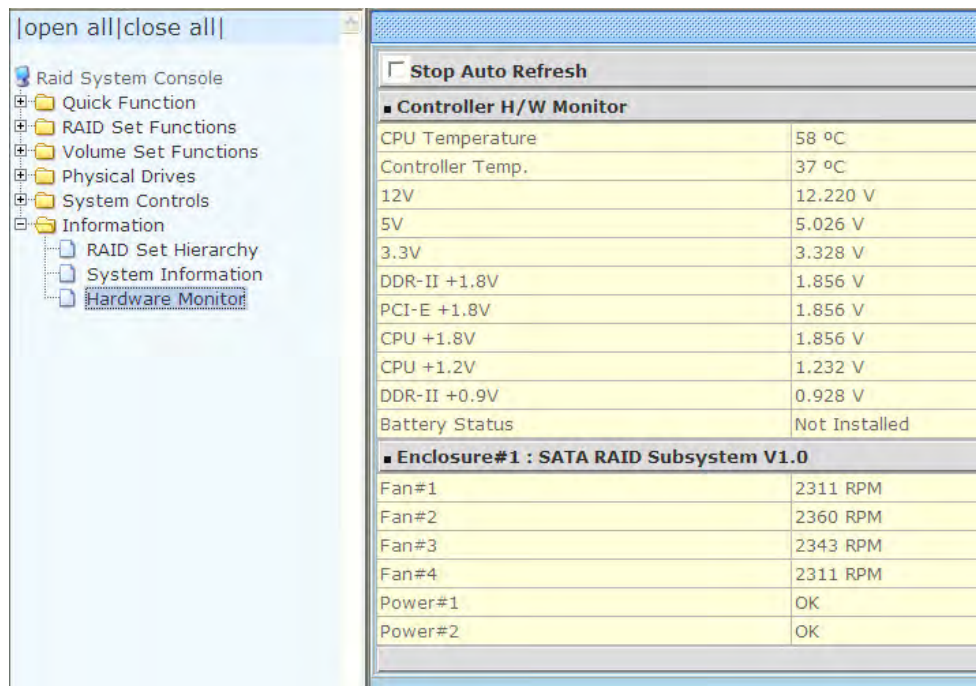 |open all|close all|
Raid System Console
Quick Function
RAID Set Functions
Volume Set Functions
Physical Drives
System Controls
Information
RAID Set Hierarchy
System Information
Hardware Monitor
Stop Auto Refresh
Controller H/W Monitor
CPU Temperature 58 ºC
Controller Temp. 37 ºC
12V 12.220 V
5V 5.026 V
3.3V 3.328 V
DDR-II +1.8V 1.856 V
PCI-E +1.8V 1.856 V
CPU +1.8V 1.856 V
CPU +1.2V 1.232 V
DDR-II +0.9V 0.928 V
Battery Status Not Installed
Enclosure#1 : SATA RAID Subsystem V1.0
Fan#1 2311 RPM
Fan#2 2360 RPM
Fan#3 2343 RPM
Fan#4 2311 RPM
Power#1 OK
Power#2 OK